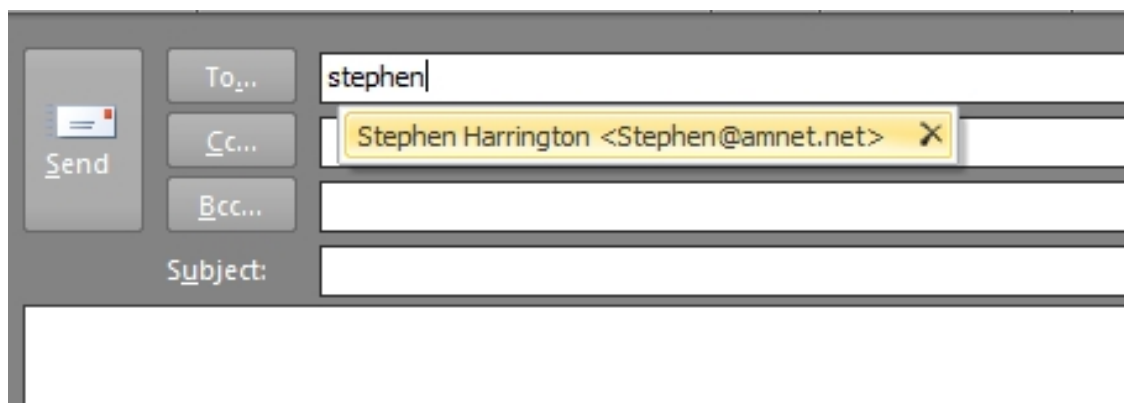 To...
stephen
Stephen Harrington <Stephen@amnet.net>
Cc...
Send
Bcc...
Subject: